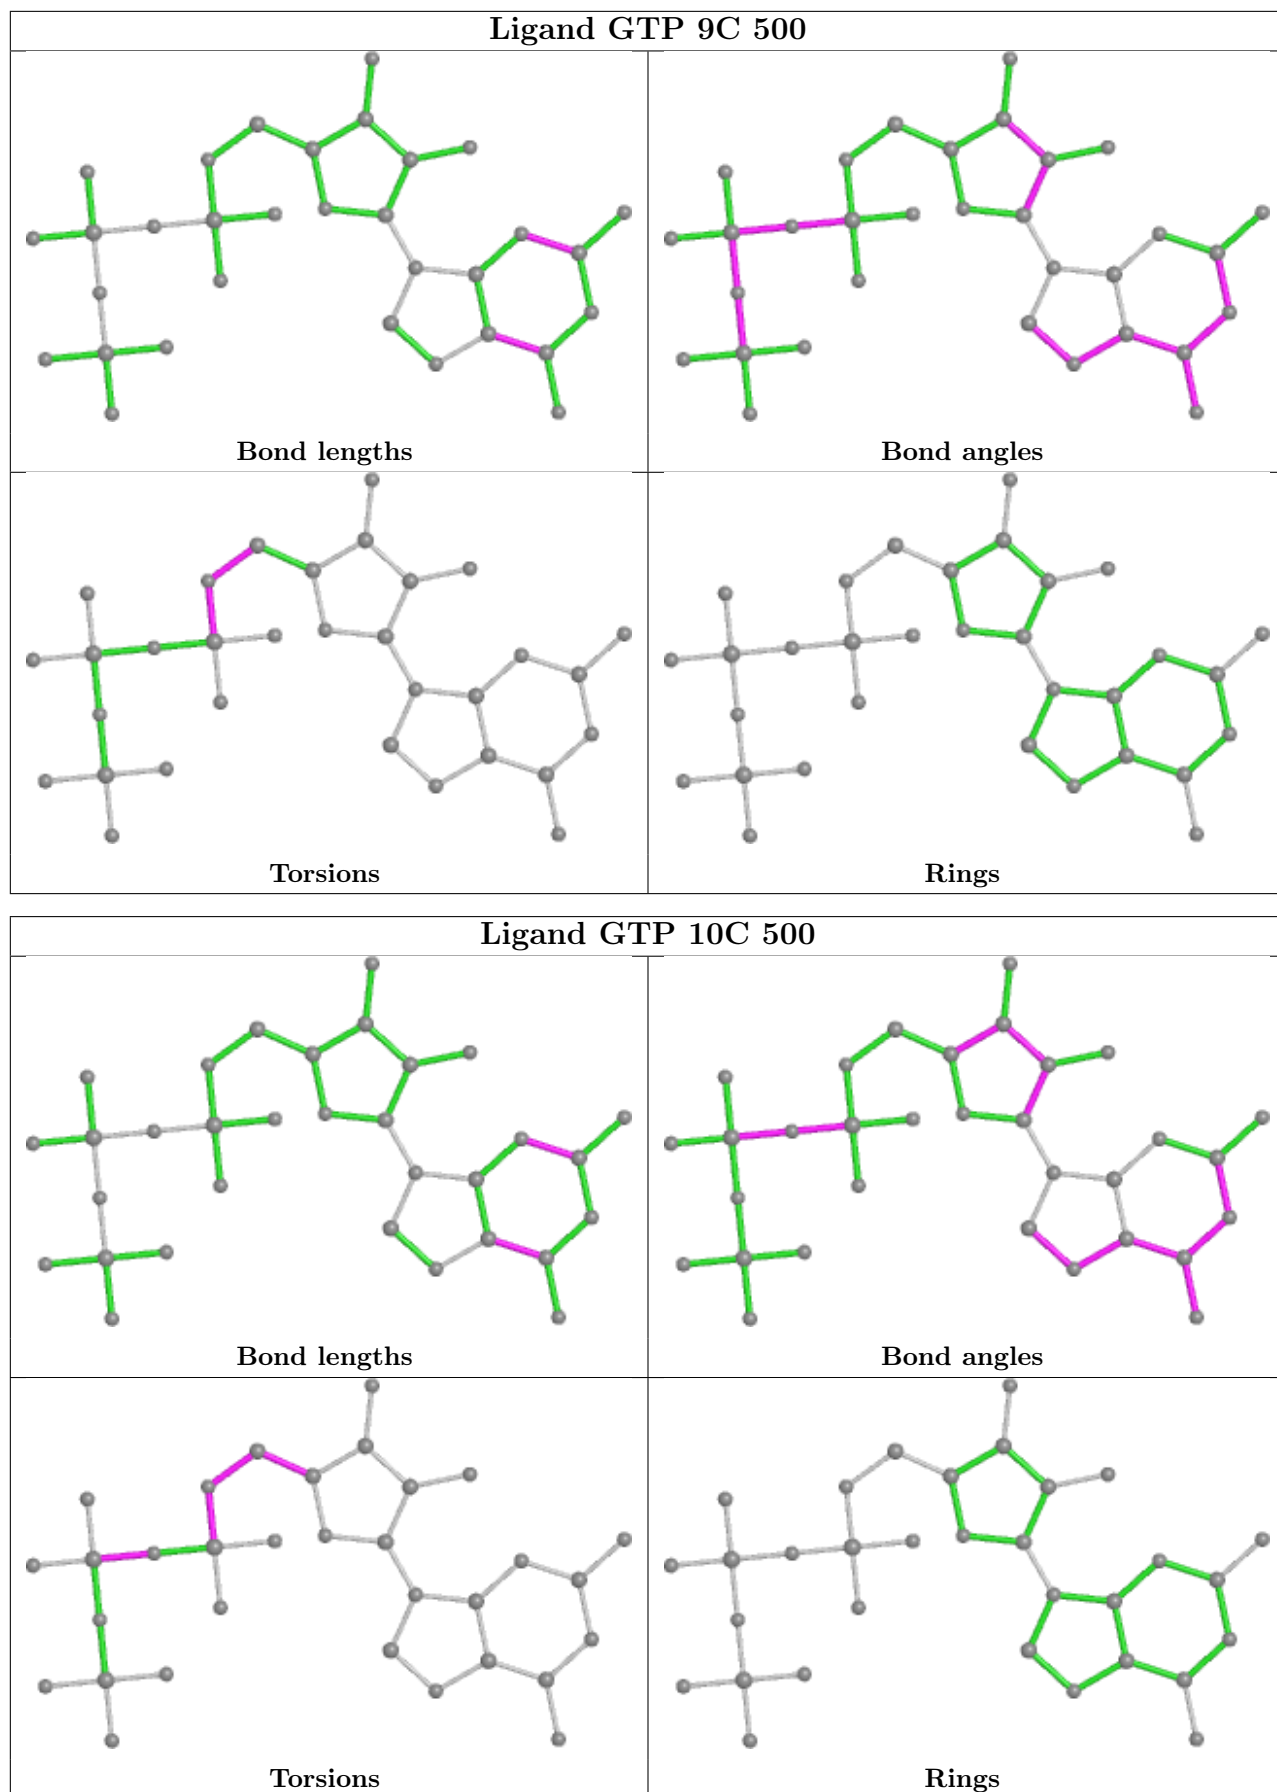 Ligand GTP 9C 500
Bond lengths
Bond angles
Torsions
Rings
Ligand GTP 10C 500
Bond lengths
Bond angles
Torsions
Rings